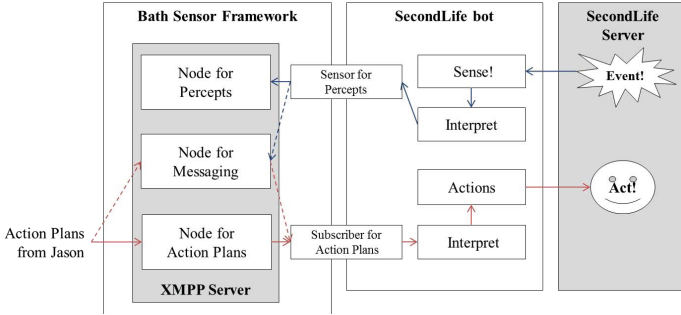 Bath Sensor Framework
SecondLife bot
SecondLife
Server
Node for
Percepts
Sensor for
Percepts
Sense!
Event!
Interpret
Node for
Messaging
Actions
Act!
Action Plans
from Jason
Node for
Action Plans
Subscriber for
Action Plans
Interpret
XMPP Server